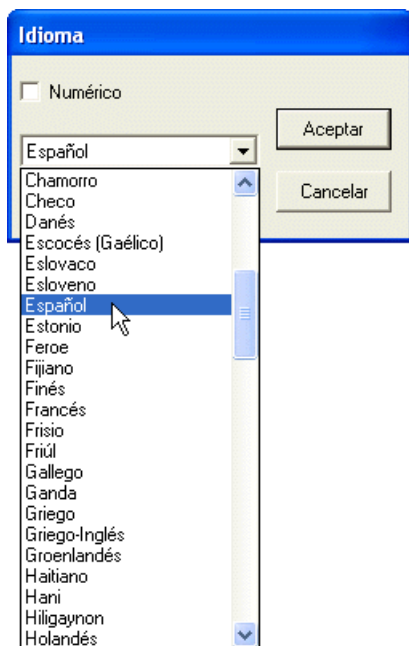 Idioma
Numérico
Aceptar
Español
Cancelar
Chamorro
Checo
Danés
Escocés (Gaélico)
Eslovaco
Esloveno
Español
Estonio
Feroe
Fijiano
Finés
Francés
Frisio
Friúl
Gallego
Ganda
Griego
Griego-Inglés
Groenlandés
Haitiano
Hani
Hiligaynon
Holandés